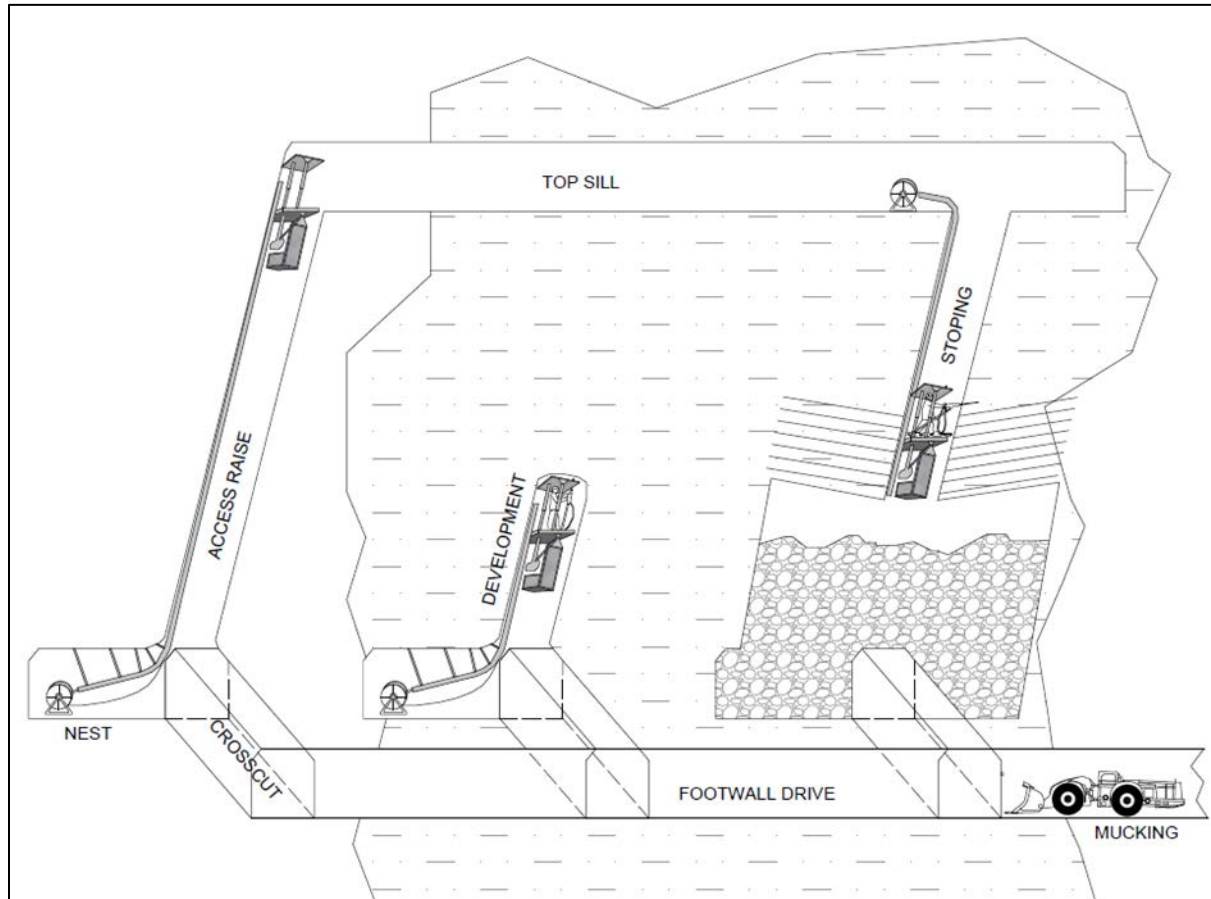 TOP SILL
STOPING
ACCESS RAISE
DEVELOPMENT
NEST
CROSSCUT
FOOTWALL DRIVE
MUCKING